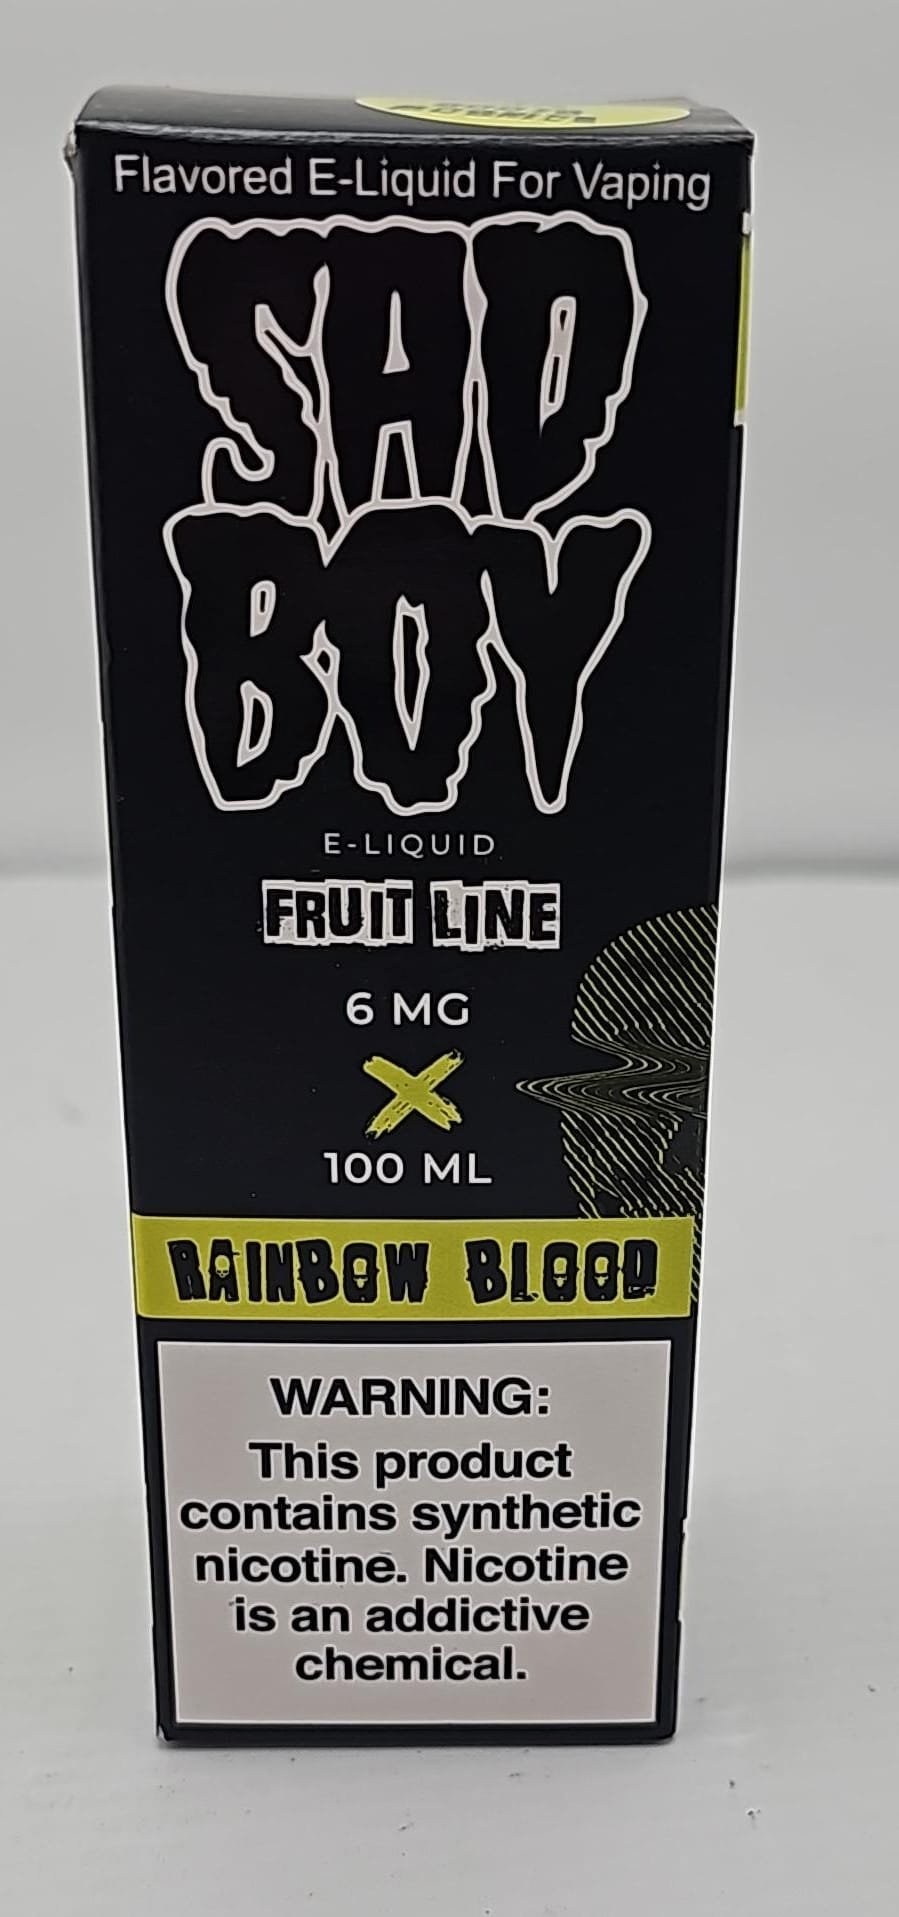 Flavored E-Liquid For Vaping
SAD
BOY
E-LIQUID
FRUIT LINE
6 MG
X
100 ML
RAINBOW BLOOD
WARNING:
This product
contains synthetic
nicotine. Nicotine
is an addictive
chemical.